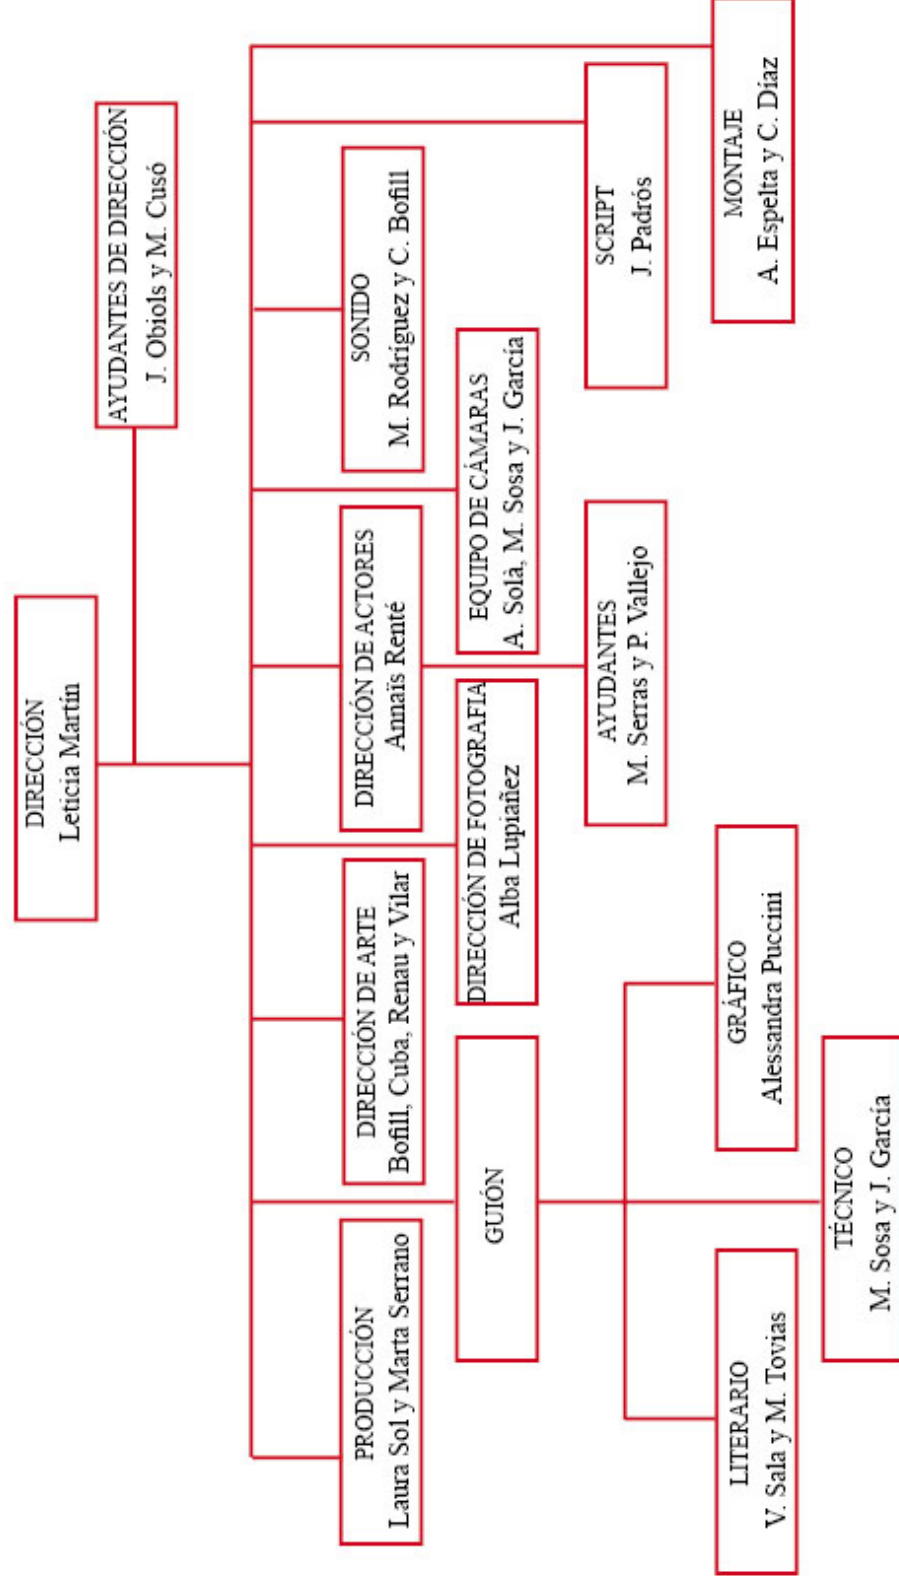 DIRECCIÓN
Leticia Martin
AYUDANTES DE DIRECCIÓN
J. Obiols y M. Cusó
PRODUCCIÓN
Laura Sol y Marta Serrano
DIRECCIÓN DE ARTE
Bofill, Cuba, Renau y Vilar
DIRECCIÓN DE ACTORES
Annaïs Renté
SONIDO
M. Rodríguez y C. Bofill
GUIÓN
DIRECCIÓN DE FOTOGRAFIA
Alba Lupiañez
EQUIPO DE CÁMARAS
A. Solà, M. Sosa y J. García
AYUDANTES
M. Serras y P. Vallejo
SCRIPT
J. Padrós
LITERARIO
V. Sala y M. Tovias
GRÁFICO
Alessandra Puccini
MONTAJE
A. Espelta y C. Díaz
TÉCNICO
M. Sosa y J. García